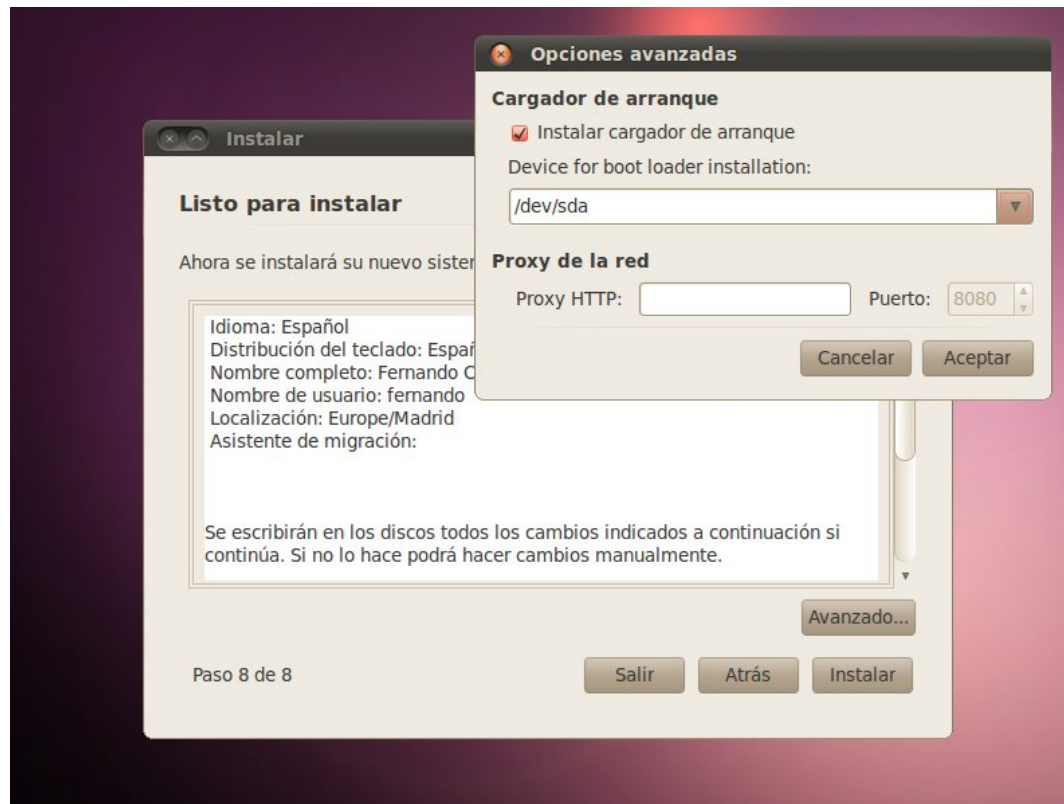 Opciones avanzadas
Cargador de arranque
Instalar cargador de arranque
Device for boot loader installation:
/dev/sda
Proxy de la red
Proxy HTTP:
Puerto: 8080
Cancelar Aceptar
Instalar
Listo para instalar
Ahora se instalará su nuevo
Idioma: Español
Distribución del teclado:
Nombre completo: Fernando
Nombre de usuario: fernando
Localización: Europe/Madrid
Asistente de migración:
Se escribirán en los discos todos los cambios indicados a continuación si
continúa. Si no lo hace podrá hacer cambios manualmente.
Avanzado...
Paso 8 de 8 Salir Atrás Instalar